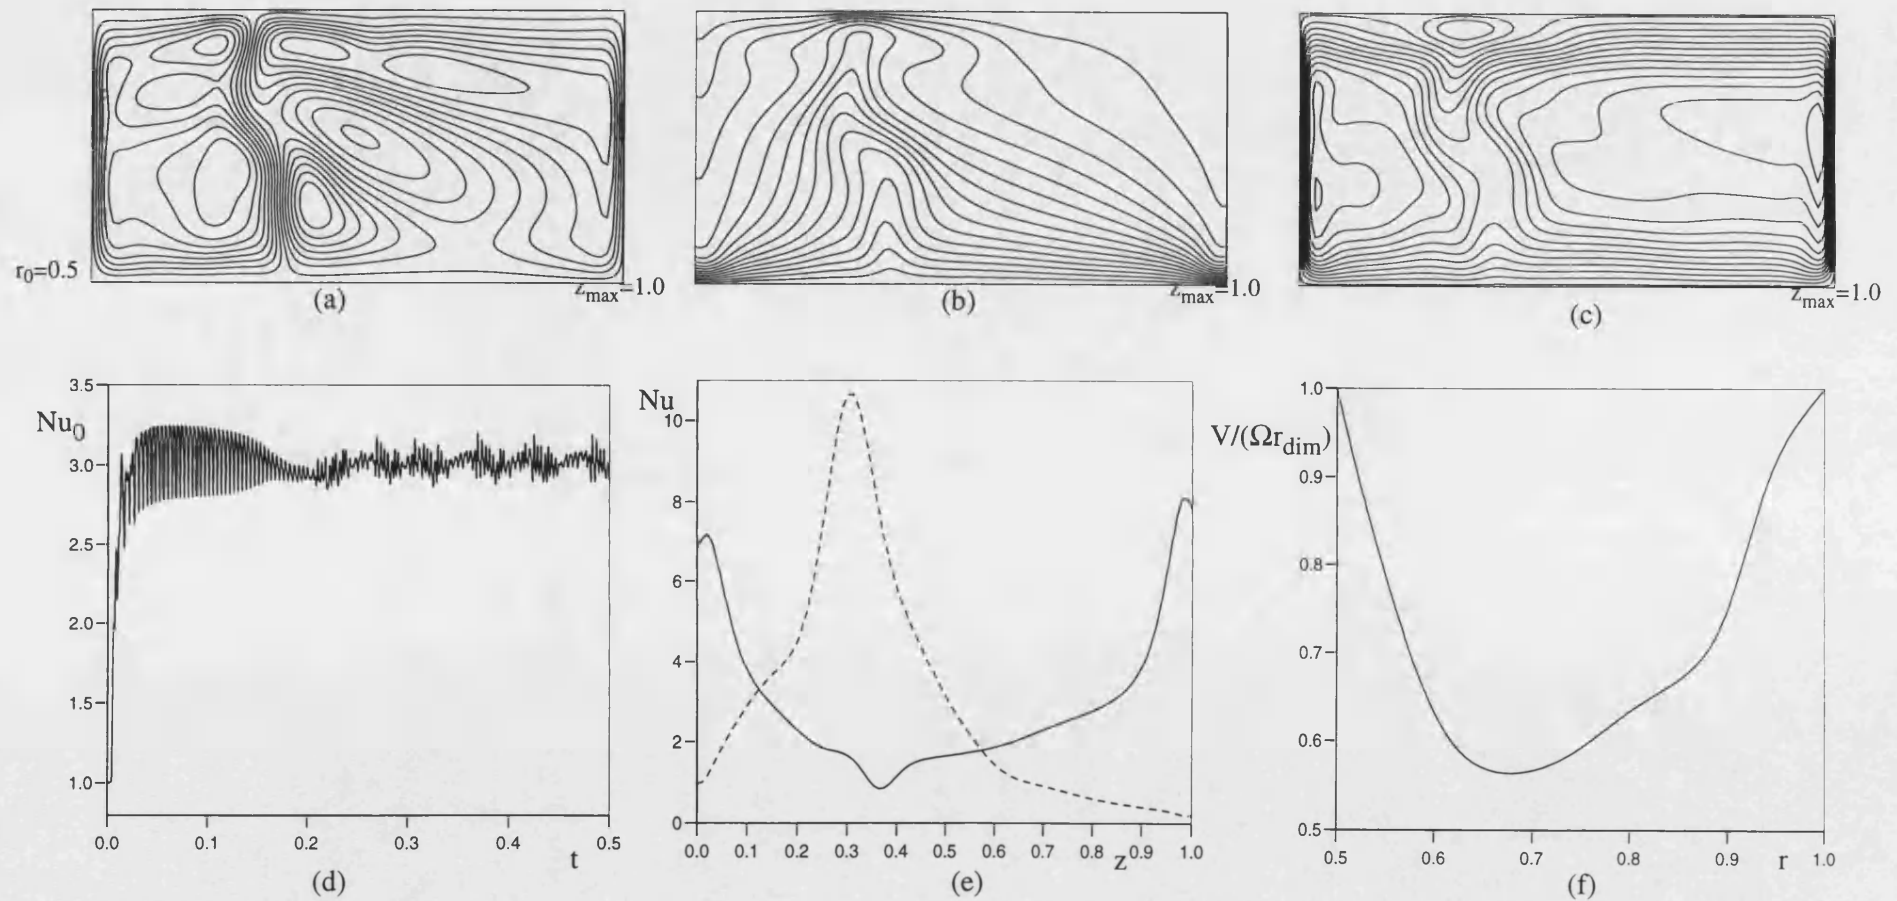 r0=0.5
zmax=1.0
(a)
zmax=1.0
(b)
zmax=1.0
(c)
Nu0
3.5
3.0
2.5
2.0
1.5
1.0
0.0 0.1 0.2 0.3 0.4 0.5
t
(d)
Nu
10
8
6
4
2
0
0.0 0.1 0.2 0.3 0.4 0.5 0.6 0.7 0.8 0.9 1.0
z
(e)
V/(Ωrdim)
1.0
0.9
0.8
0.7
0.6
0.5
0.5 0.6 0.7 0.8 0.9 r 1.0
(f)